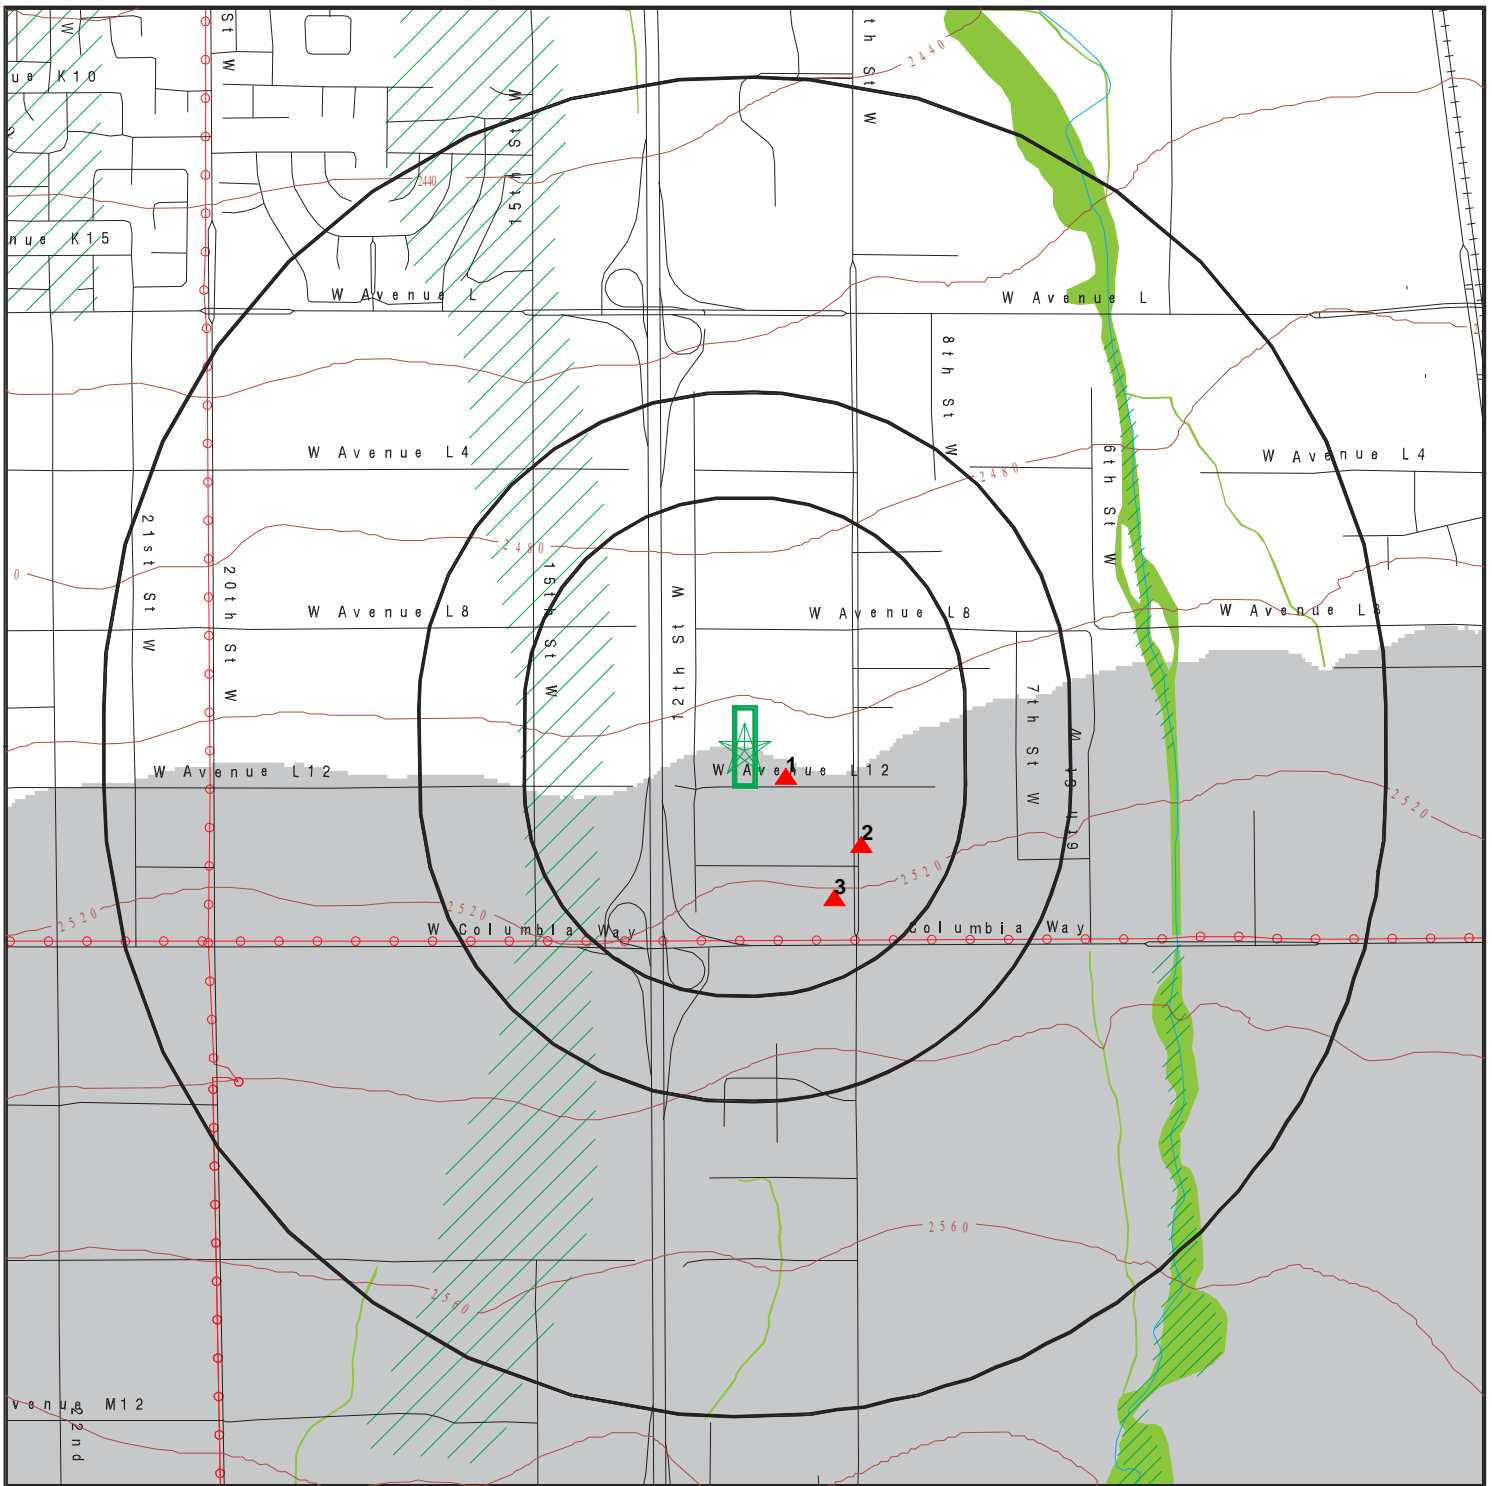 W
St W
th St W
2440
ue K10
15th St W
2440
nue K15
W Avenue L
W Avenue L
8th St W
W Avenue L4
6th St W
W Avenue L4
2480
21st St W
2480
0
20th St W
15th St W
12th St W
W Avenue L8
W Avenue L8
W Avenue L8
7th St W
6th St W
W Avenue L12
W Avenue L12
1
2
3
2520
2520
2520
2520
W Columbia Way
Columbia Way
2560
2560
venue M12
22nd